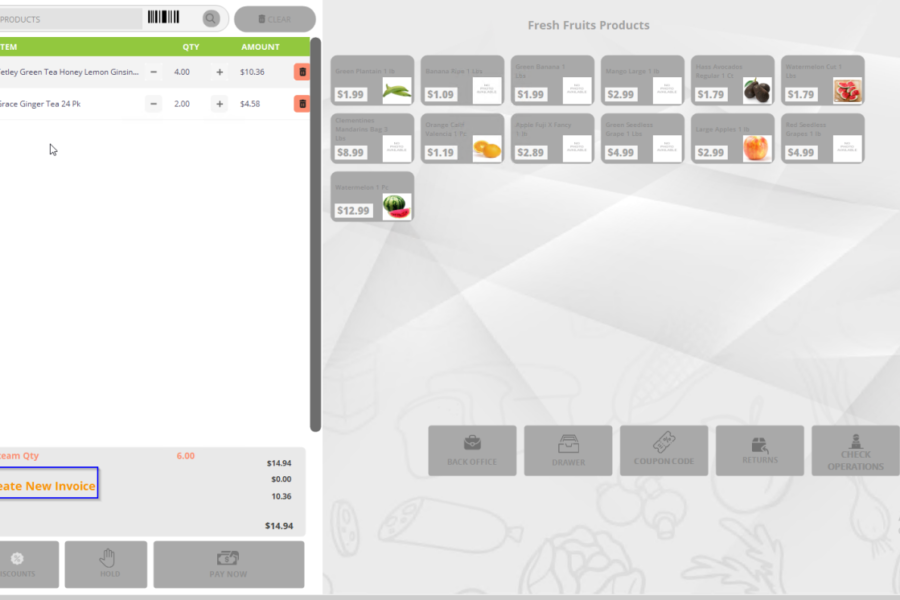 PRODUCTS
CLEAR
TEM QTY AMOUNT
etley Green Tea Honey Lemon Ginsin... − 4.00 + $10.36
Grace Ginger Tea 24 Pk − 2.00 + $4.58
eam Qty 6.00
$14.94
eate New Invoice
$0.00
10.36
$14.94
SCOUNTS
HOLD
PAY NOW
Fresh Fruits Products
Green Plantain 1 lb
$1.99
Banana Ripe 1 Lbs
$1.09
Green Banana 1
Lbs
$1.99
Mango Large 1 lb
$2.99
Hass Avocados
Regular 1 Ct
$1.79
Watermelon Cut 1
Lbs
$1.79
Clementines
Mandarin Bag 2
Lbs
$8.99
Valencia 1 Pc
$1.19
Apple Fuji X Fancy
1 lb
$2.89
Green Seedless
Grape 1 Lbs
$4.99
Large Apples 1 lb
$2.99
Red Seedless
Grapes 1 lb
$4.99
Watermelon 1 Pc
$12.99
BACK OFFICE
DRAWER
COUPON CODE
RETURNS
CHECK
OPERATIONS